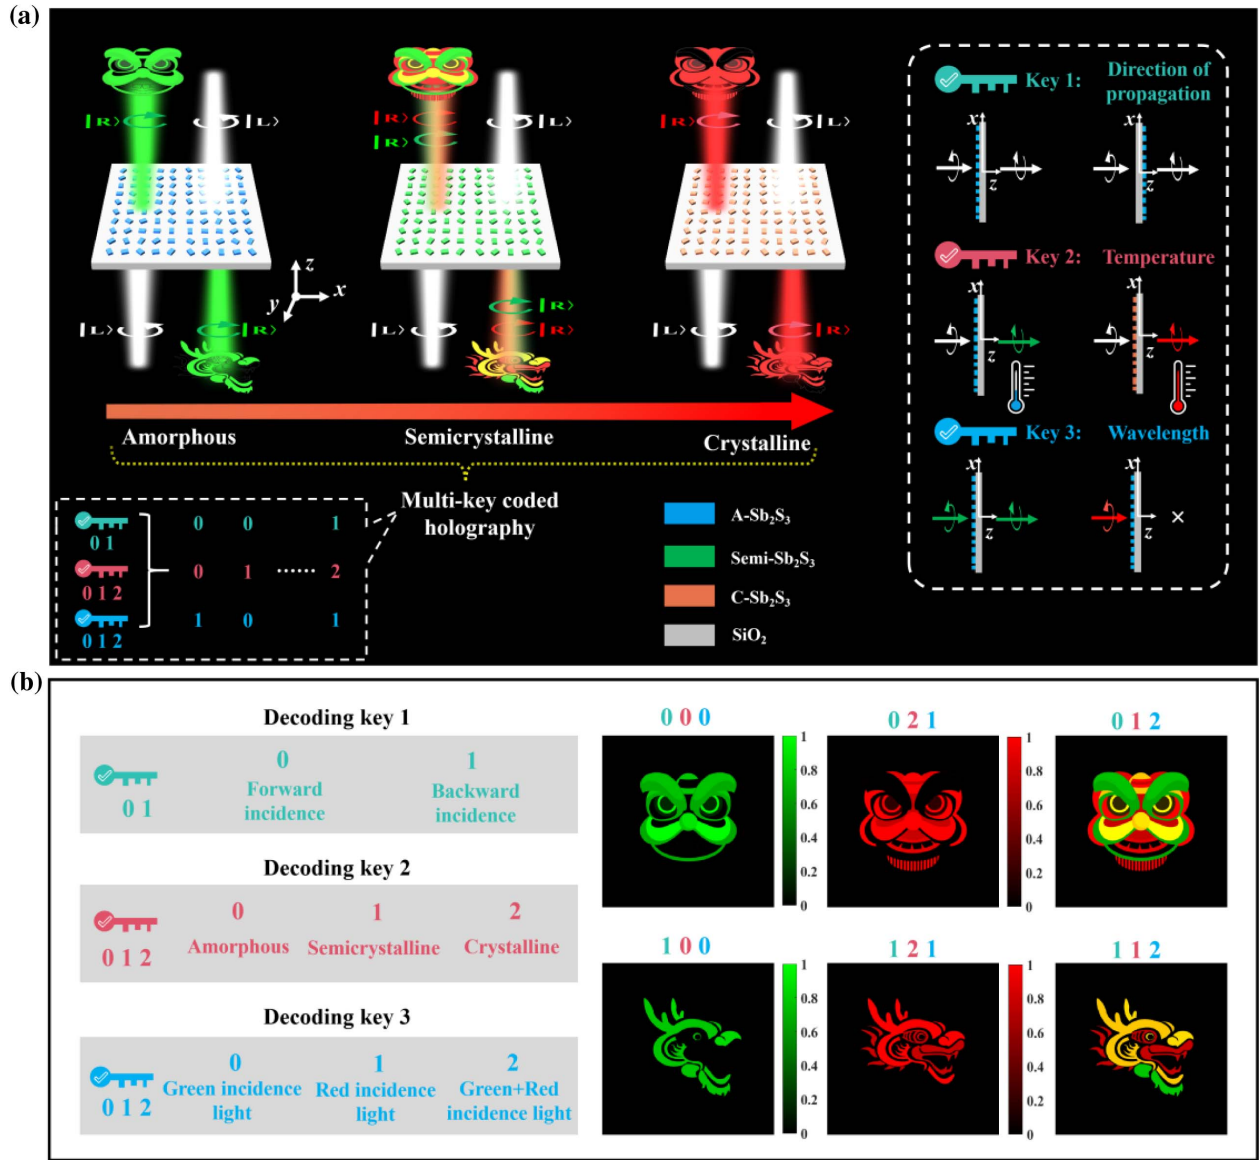 (a)
|R⟩
|L⟩
|R⟩
|R⟩
|L⟩
|R⟩
|L⟩
z
x
y
|L⟩
|R⟩
|L⟩
|R⟩
|R⟩
|L⟩
|R⟩
Amorphous
Semicrystalline
Crystalline
Multi-key coded
holography
0 1
0 0 1
0 1 2
0 1 ...... 2
0 1 2
1 0 1
A-Sb₂S₃
Semi-Sb₂S₃
C-Sb₂S₃
SiO₂
Key 1: Direction of
propagation
x
z
x
z
Key 2: Temperature
x
z
x
z
Key 3: Wavelength
x
z
x
z
×
(b)
Decoding key 1
0 1
0
Forward
incidence
1
Backward
incidence
Decoding key 2
0 1 2
0
Amorphous
1
Semicrystalline
2
Crystalline
Decoding key 3
0 1 2
0
Green incidence
light
1
Red incidence
light
2
Green+Red
incidence light
0 0 0
1
0.8
0.6
0.4
0.2
0
0 2 1
1
0.8
0.6
0.4
0.2
0
0 1 2
1 0 0
1
0.8
0.6
0.4
0.2
0
1 2 1
1
0.8
0.6
0.4
0.2
0
1 1 2